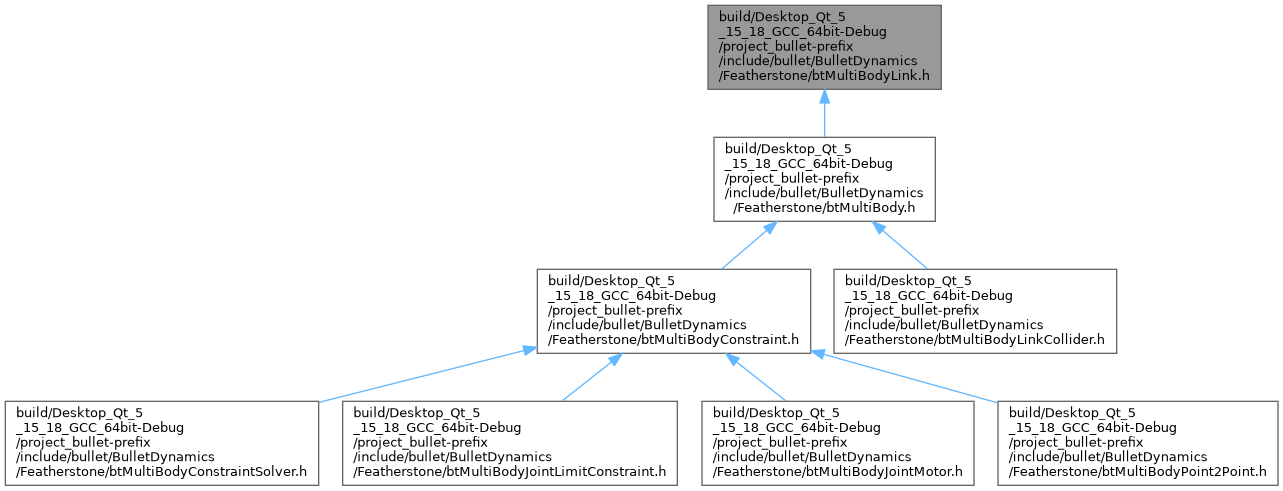 build/Desktop_Qt_5
_15_18_GCC_64bit-Debug
/project_bullet-prefix
/include/bullet/BulletDynamics
/Featherstone/btMultiBodyLink.h
build/Desktop_Qt_5
_15_18_GCC_64bit-Debug
/project_bullet-prefix
/include/bullet/BulletDynamics
/Featherstone/btMultiBody.h
build/Desktop_Qt_5
_15_18_GCC_64bit-Debug
/project_bullet-prefix
/include/bullet/BulletDynamics
/Featherstone/btMultiBodyConstraint.h
build/Desktop_Qt_5
_15_18_GCC_64bit-Debug
/project_bullet-prefix
/include/bullet/BulletDynamics
/Featherstone/btMultiBodyLinkCollider.h
build/Desktop_Qt_5
_15_18_GCC_64bit-Debug
/project_bullet-prefix
/include/bullet/BulletDynamics
/Featherstone/btMultiBodyConstraintSolver.h
build/Desktop_Qt_5
_15_18_GCC_64bit-Debug
/project_bullet-prefix
/include/bullet/BulletDynamics
/Featherstone/btMultiBodyJointLimitConstraint.h
build/Desktop_Qt_5
_15_18_GCC_64bit-Debug
/project_bullet-prefix
/include/bullet/BulletDynamics
/Featherstone/btMultiBodyJointMotor.h
build/Desktop_Qt_5
_15_18_GCC_64bit-Debug
/project_bullet-prefix
/include/bullet/BulletDynamics
/Featherstone/btMultiBodyPoint2Point.h